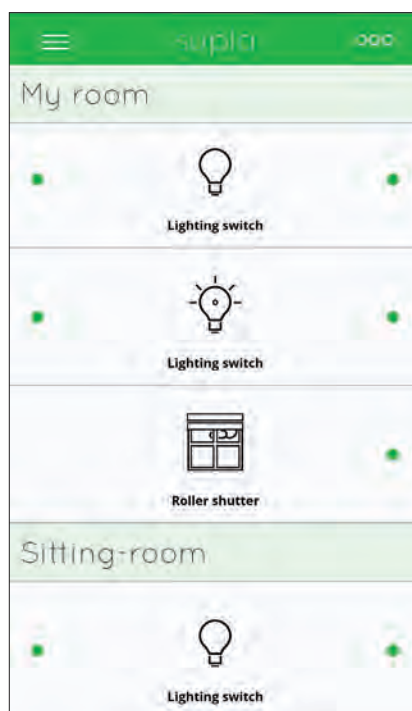 supla
My room
Lighting switch
Lighting switch
Roller shutter
Sitting-room
Lighting switch